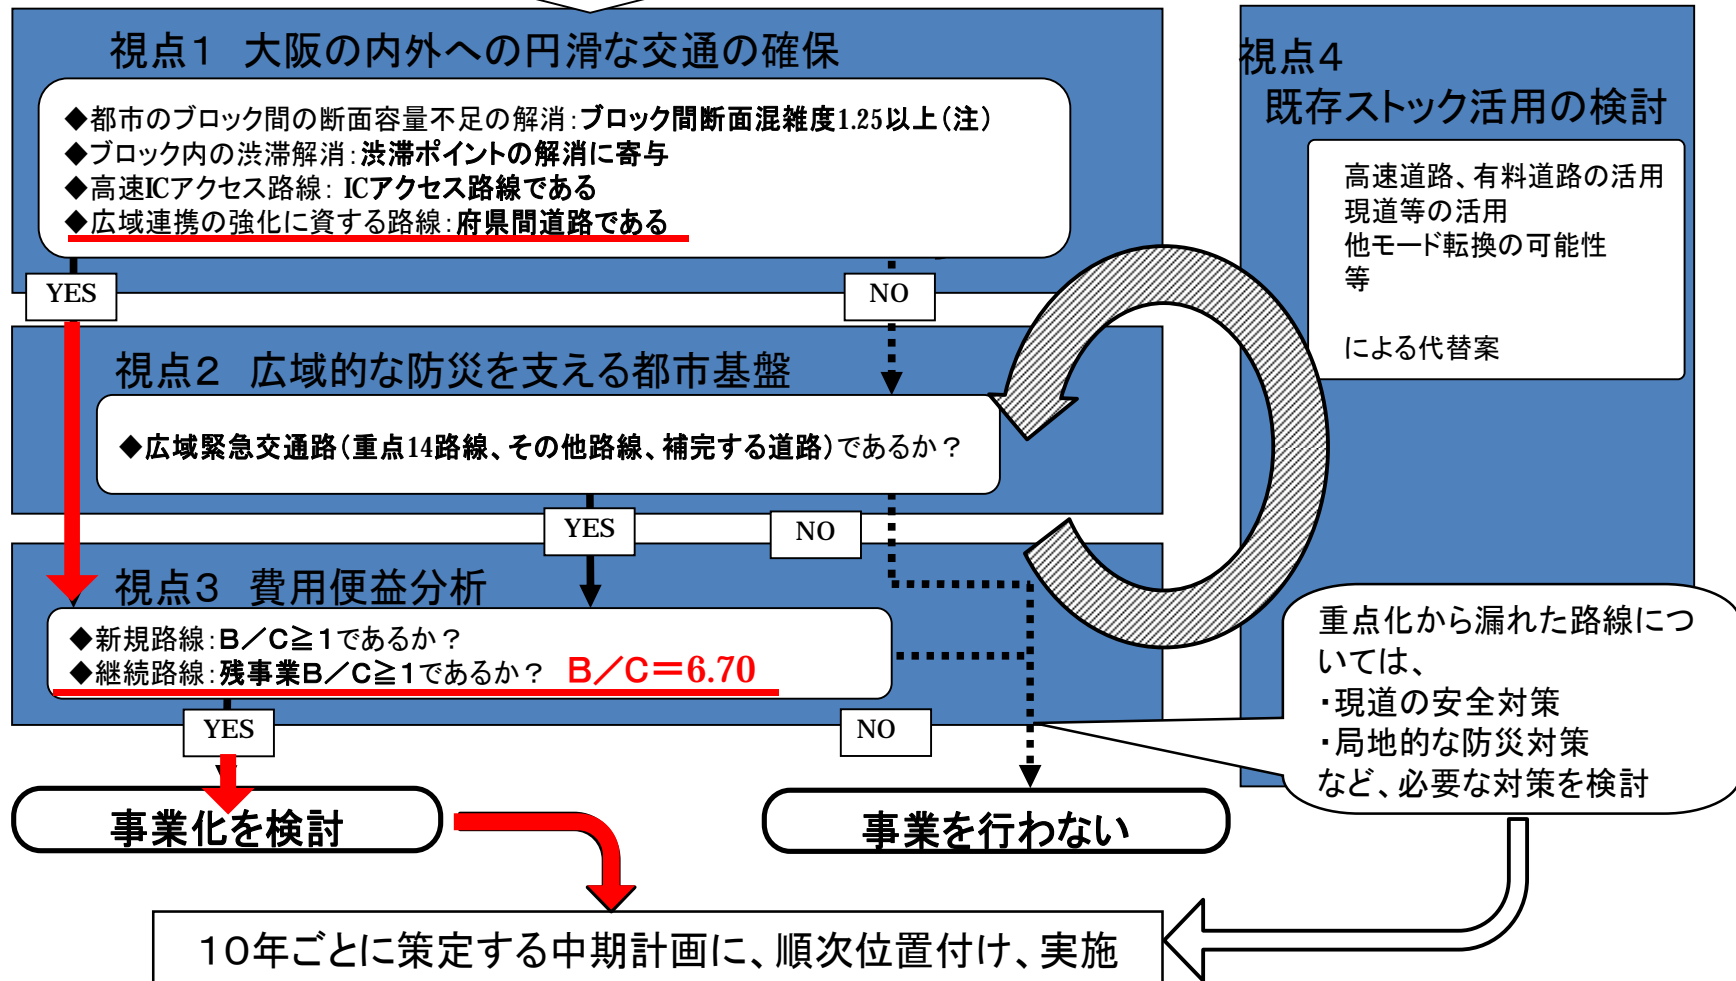 視点1 大阪の内外への円滑な交通の確保
◆都市のブロック間の断面容量不足の解消:ブロック間断面混雑度1.25以上(注)
◆ブロック内の渋滞解消:渋滞ポイントの解消に寄与
◆高速ICアクセス路線: ICアクセス路線である
◆広域連携の強化に資する路線:府県間道路である
YES
NO
視点2 広域的な防災を支える都市基盤
◆広域緊急交通路(重点14路線、その他路線、補完する道路)であるか?
YES
NO
視点3 費用便益分析
◆新規路線:B/C≧1であるか?
◆継続路線:残事業B/C≧1であるか? B/C=6.70
YES
NO
事業化を検討
事業を行わない
視点4
既存ストック活用の検討
高速道路、有料道路の活用
現道等の活用
他モード転換の可能性
等
による代替案
重点化から漏れた路線につ
いては、
・現道の安全対策
・局地的な防災対策
など、必要な対策を検討
10年ごとに策定する中期計画に、順次位置付け、実施